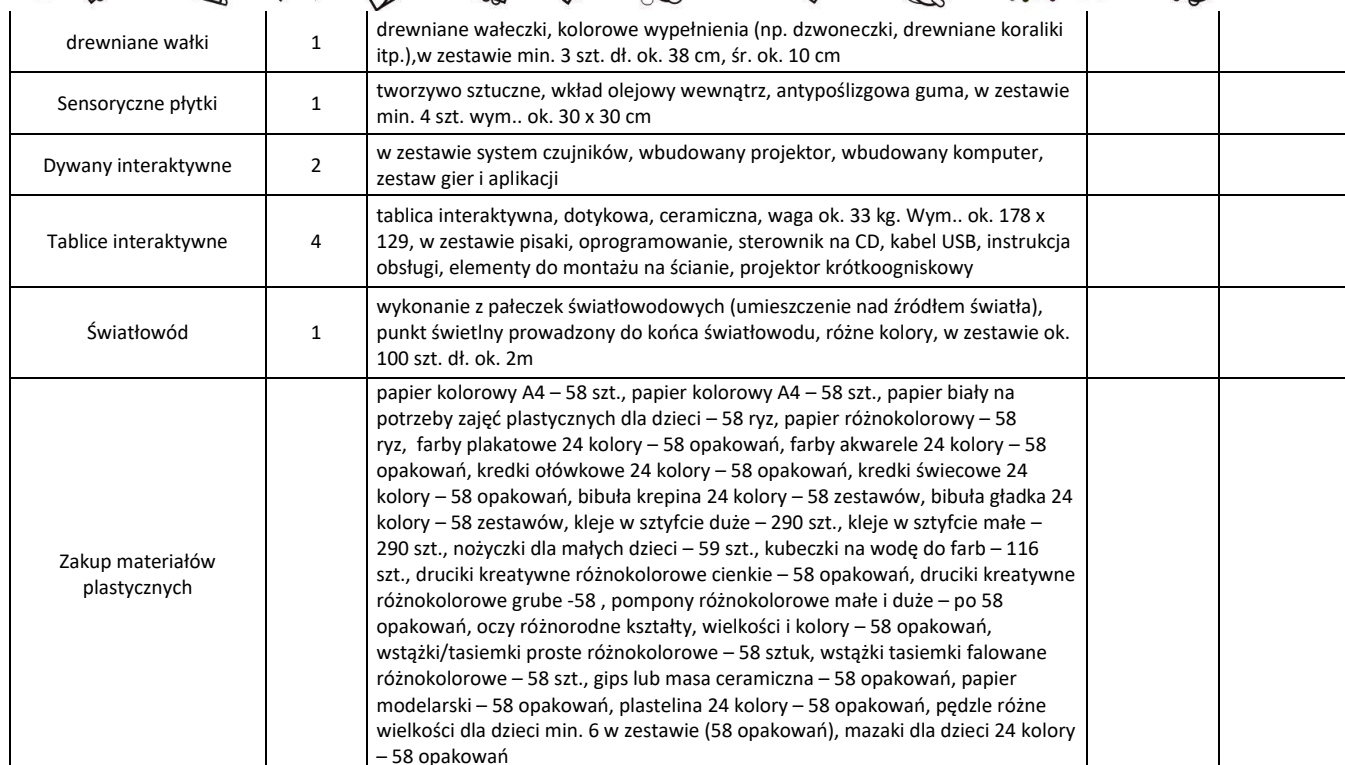 drewniane wałki
1
drewniane wałeczki, kolorowe wypełnienia (np. dzwoneczki, drewniane koraliki
itp.),w zestawie min. 3 szt. dł. ok. 38 cm, śr. ok. 10 cm
Sensoryczne płytki
1
tworzywo sztuczne, wkład olejowy wewnątrz, antypoślizgowa guma, w zestawie
min. 4 szt. wym.. ok. 30 x 30 cm
Dywany interaktywne
2
w zestawie system czujników, wbudowany projektor, wbudowany komputer,
zestaw gier i aplikacji
Tablice interaktywne
4
tablica interaktywna, dotykowa, ceramiczna, waga ok. 33 kg. Wym.. ok. 178 x
129, w zestawie pisaki, oprogramowanie, sterownik na CD, kabel USB, instrukcja
obsługi, elementy do montażu na ścianie, projektor krótkoogniskowy
Światłowód
1
wykonanie z pałeczek światłowodowych (umieszczenie nad źródłem światła),
punkt świetlny prowadzony do końca światłowodu, różne kolory, w zestawie ok.
100 szt. dł. ok. 2m
Zakup materiałów
plastycznych
papier kolorowy A4 – 58 szt., papier kolorowy A4 – 58 szt., papier biały na
potrzeby zajęć plastycznych dla dzieci – 58 ryz, papier różnokolorowy – 58
ryz, farby plakatowe 24 kolory – 58 opakowań, farby akwarele 24 kolory – 58
opakowań, kredki ołówkowe 24 kolory – 58 opakowań, kredki świecowe 24
kolory – 58 opakowań, bibuła krepina 24 kolory – 58 zestawów, bibuła gładka 24
kolory – 58 zestawów, kleje w sztyfcie duże – 290 szt., kleje w sztyfcie małe –
290 szt., nożyczki dla małych dzieci – 59 szt., kubeczki na wodę do farb – 116
szt., druciki kreatywne różnokolorowe cienkie – 58 opakowań, druciki kreatywne
różnokolorowe grube -58 , pompony różnokolorowe małe i duże – po 58
opakowań, oczy różnorodne kształty, wielkości i kolory – 58 opakowań,
wstążki/tasiemki proste różnokolorowe – 58 sztuk, wstążki tasiemki falowane
różnokolorowe – 58 szt., gips lub masa ceramiczna – 58 opakowań, papier
modelarski – 58 opakowań, plastelina 24 kolory – 58 opakowań, pędzle różne
wielkości dla dzieci min. 6 w zestawie (58 opakowań), mazaki dla dzieci 24 kolory
– 58 opakowań